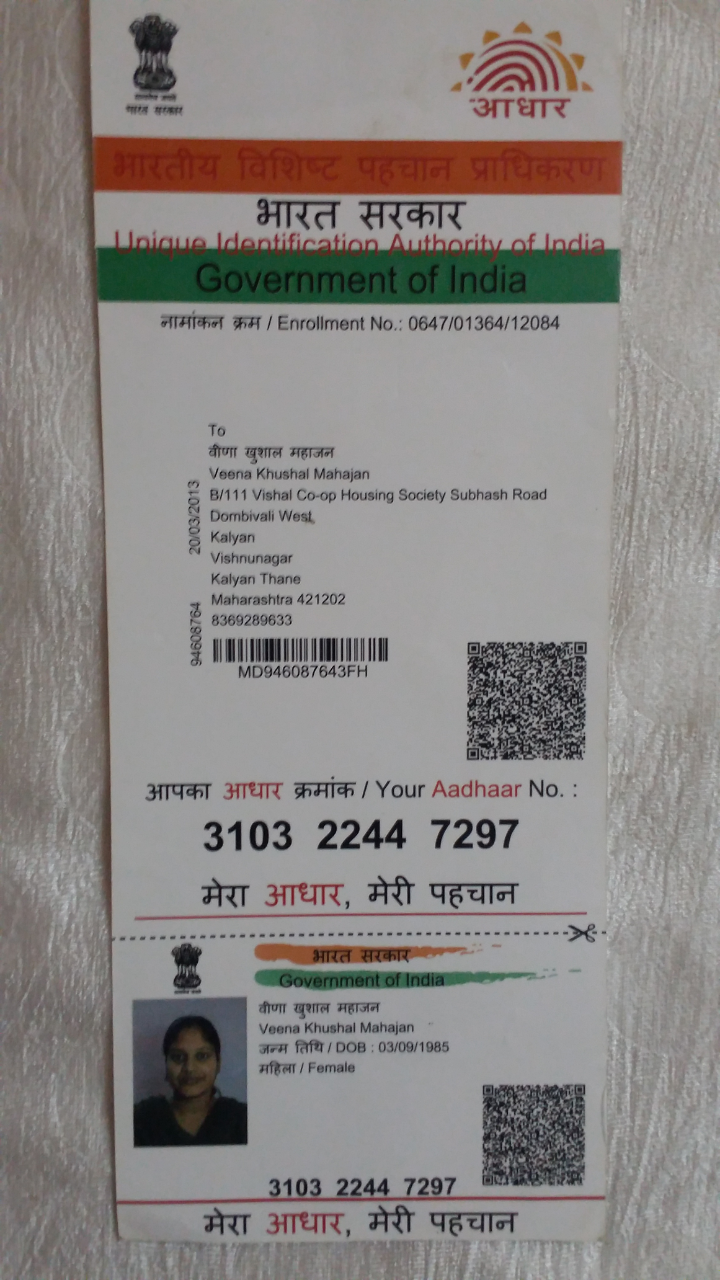 भारत सरकार
आधार
भारतीय विशिष्ट पहचान प्राधिकरण
भारत सरकार
Unique Identification Authority of India
Government of India
नामांकन क्रम / Enrollment No.: 0647/01364/12084
To
वीणा खुशाल महाजन
Veena Khushal Mahajan
B/111 Vishal Co-op Housing Society Subhash Road
Dombivali West
Kalyan
Vishnunagar
Kalyan Thane
Maharashtra 421202
8369289633
20/03/2013
94608764
MD946087643FH
आपका आधार क्रमांक / Your Aadhaar No. :
3103 2244 7297
मेरा आधार, मेरी पहचान
भारत सरकार
Government of India
वीणा खुशाल महाजन
Veena Khushal Mahajan
जन्म तिथि / DOB : 03/09/1985
महिला / Female
3103 2244 7297
मेरा आधार, मेरी पहचान